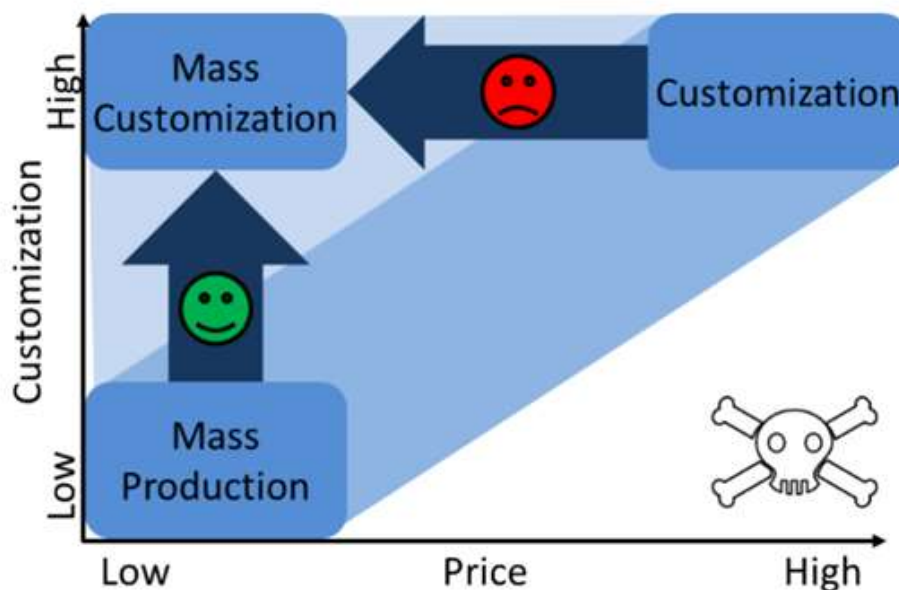 High
Mass
Customization
Customization
Customization
Mass
Production
Low
Low
Price
High